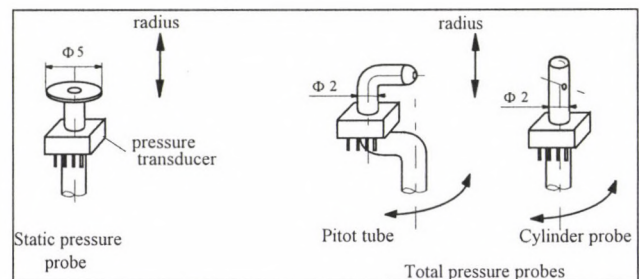 radius
Φ 5
pressure
transducer
Static pressure
probe
radius
Φ 2
Φ 2
Pitot tube
Cylinder probe
Total pressure probes